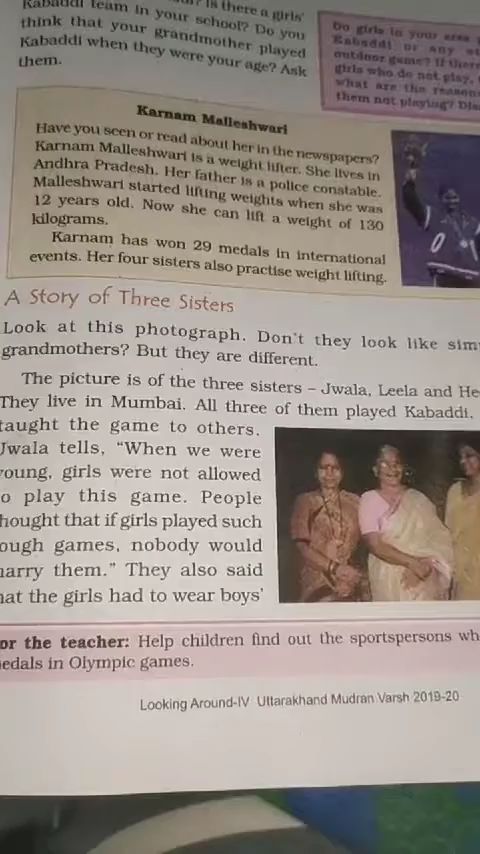 Is there a girls'
Kabaddi team in your school? Do you
think that your grandmother played
Kabaddi when they were your age? Ask
them.
Do girls in your area
Kabaddi or any
outdoor game? If there
girls who do not play,
what are the reason
them not playing?
Karnam Malleshwari
Have you seen or read about her in the newspapers?
Karnam Malleshwari is a weight lifter. She lives in
Andhra Pradesh. Her father is a police constable.
Malleshwari started lifting weights when she was
12 years old. Now she can lift a weight of 130
kilograms.
Karnam has won 29 medals in international
events. Her four sisters also practise weight lifting.
A Story of Three Sisters
Look at this photograph. Don't they look like sim
grandmothers? But they are different.
The picture is of the three sisters – Jwala, Leela and He
They live in Mumbai. All three of them played Kabaddi.
taught the game to others.
Jwala tells, "When we were
young, girls were not allowed
o play this game. People
hought that if girls played such
ough games, nobody would
arry them." They also said
hat the girls had to wear boys'
or the teacher: Help children find out the sportspersons wh
edals in Olympic games.
Looking Around-IV Uttarakhand Mudran Varsh 2019-20